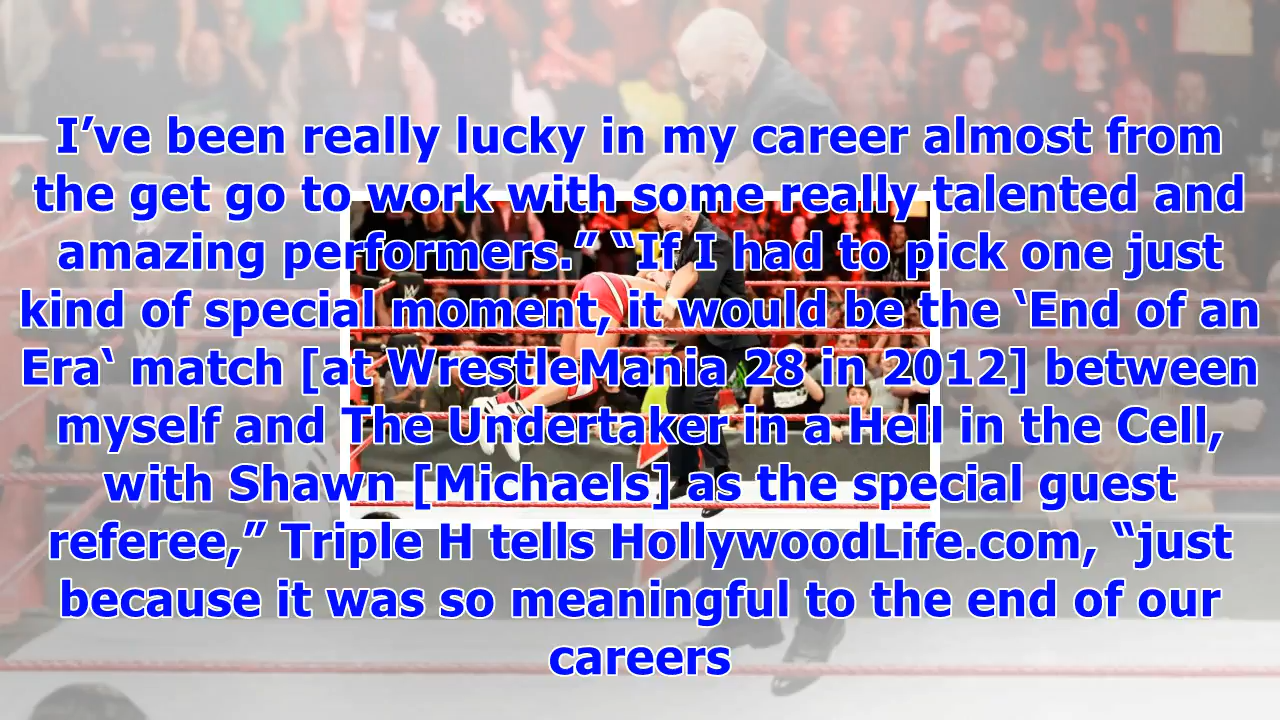 I’ve been really lucky in my career almost from
the get go to work with some really talented and
amazing performers.” “If I had to pick one just
kind of special moment, it would be the ‘End of an
Era‘ match [at WrestleMania 28 in 2012] between
myself and The Undertaker in a Hell in the Cell,
with Shawn [Michaels] as the special guest
referee,” Triple H tells HollywoodLife.com, “just
because it was so meaningful to the end of our
careers